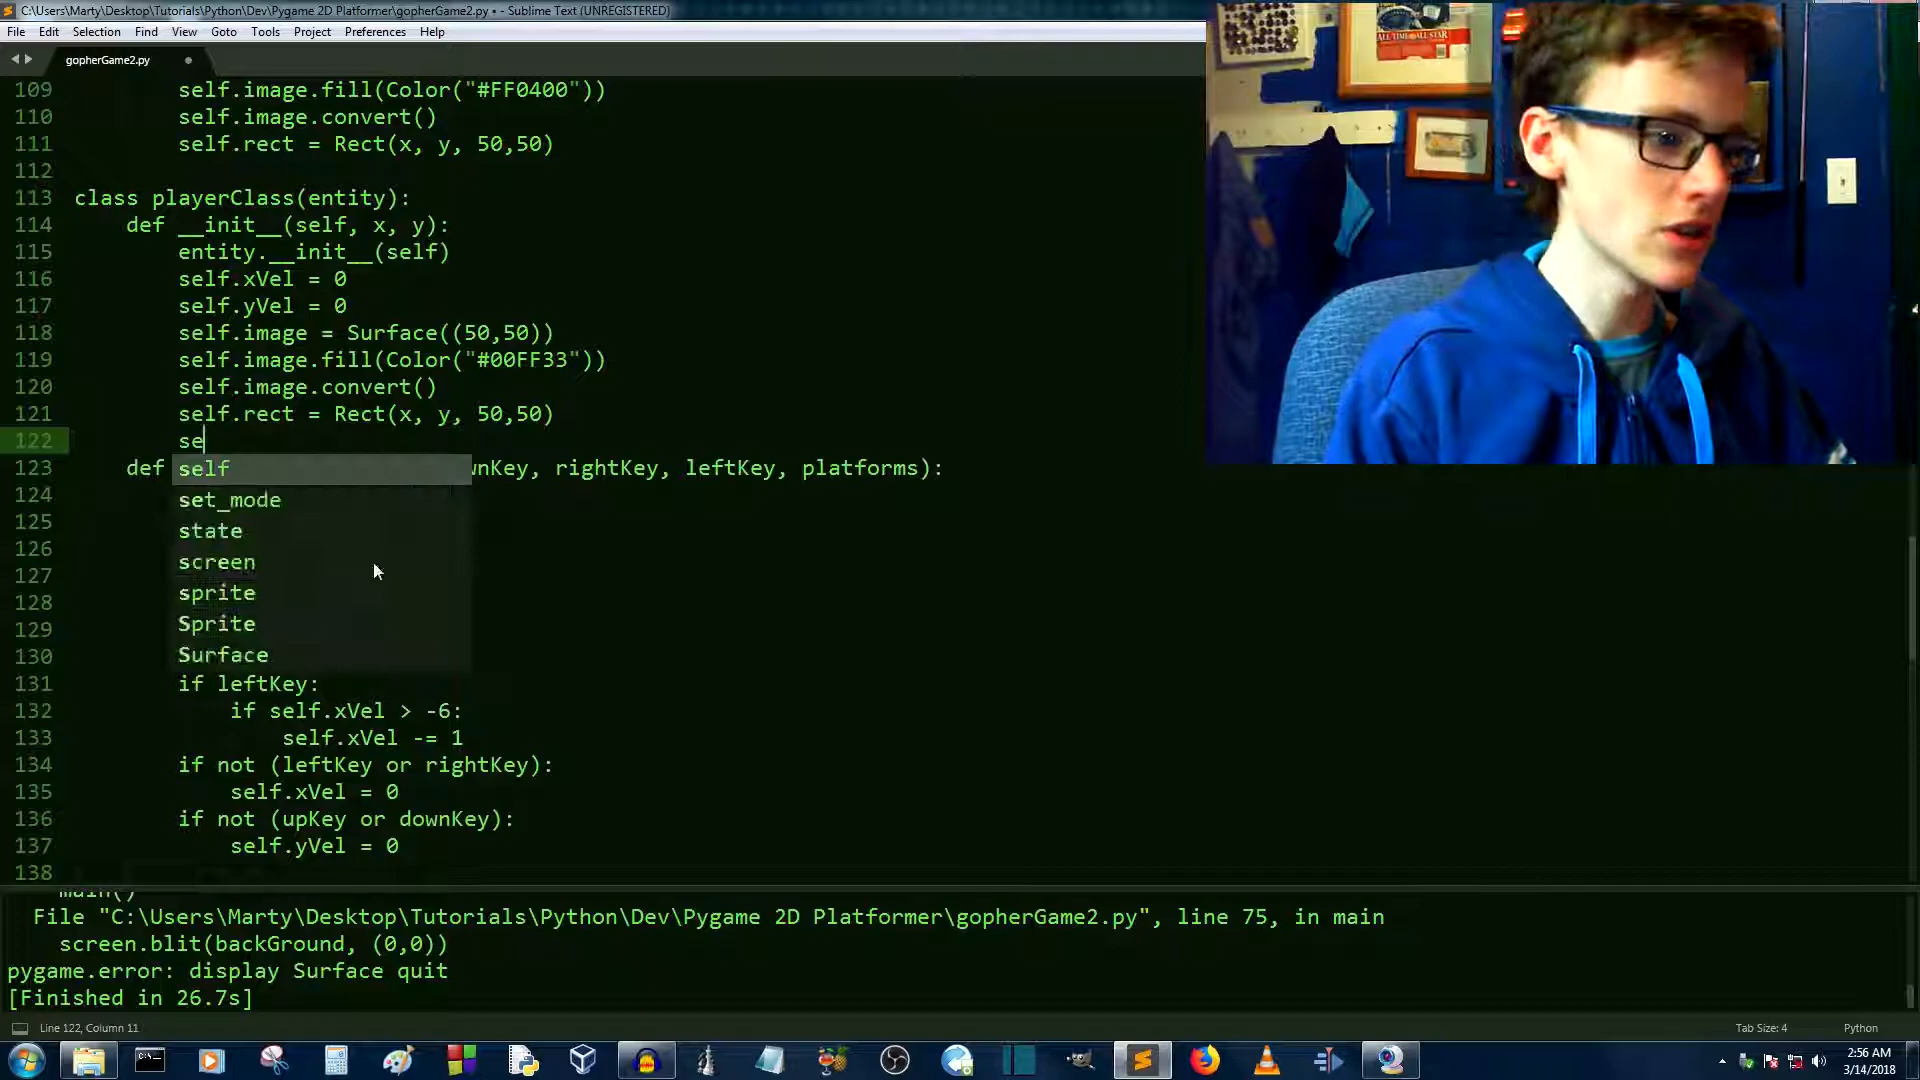 C:\Users\Marty\Desktop\Tutorials\Python\Dev\Pygame 2D Platformer\gopherGame2.py • - Sublime Text (UNREGISTERED)
File Edit Selection Find View Goto Tools Project Preferences Help
gopherGame2.py
109 self.image.fill(Color("#FF0400"))
110 self.image.convert()
111 self.rect = Rect(x, y, 50,50)
112
113 class playerClass(entity):
114 def __init__(self, x, y):
115 entity.__init__(self)
116 self.xVel = 0
117 self.yVel = 0
118 self.image = Surface((50,50))
119 self.image.fill(Color("#00FF33"))
120 self.image.convert()
121 self.rect = Rect(x, y, 50,50)
122 se
123 def self wnKey, rightKey, leftKey, platforms):
124 set_mode
125 state
126 screen
127
128 sprite
129 Sprite
130 Surface
131 if leftKey:
132 if self.xVel > -6:
133 self.xVel -= 1
134 if not (leftKey or rightKey):
135 self.xVel = 0
136 if not (upKey or downKey):
137 self.yVel = 0
138
main()
File "C:\Users\Marty\Desktop\Tutorials\Python\Dev\Pygame 2D Platformer\gopherGame2.py", line 75, in main
screen.blit(backGround, (0,0))
pygame.error: display Surface quit
[Finished in 26.7s]
Line 122, Column 11 Tab Size: 4 Python
2:56 AM
3/14/2018
ALL TIME ALL STAR